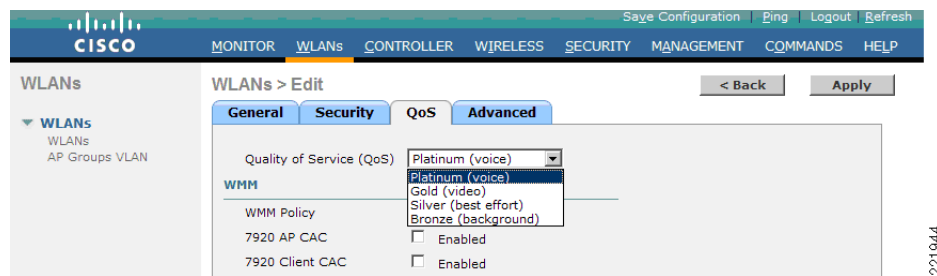 Save Configuration | Ping | Logout | Refresh
CISCO
MONITOR WLANs CONTROLLER WIRELESS SECURITY MANAGEMENT COMMANDS HELP
WLANs
WLANs
WLANs
AP Groups VLAN
WLANs > Edit
< Back
Apply
General Security QoS Advanced
Quality of Service (QoS) Platinum (voice)
Platinum (voice)
Gold (video)
Silver (best effort)
Bronze (background)
WMM
WMM Policy
7920 AP CAC Enabled
7920 Client CAC Enabled
221944